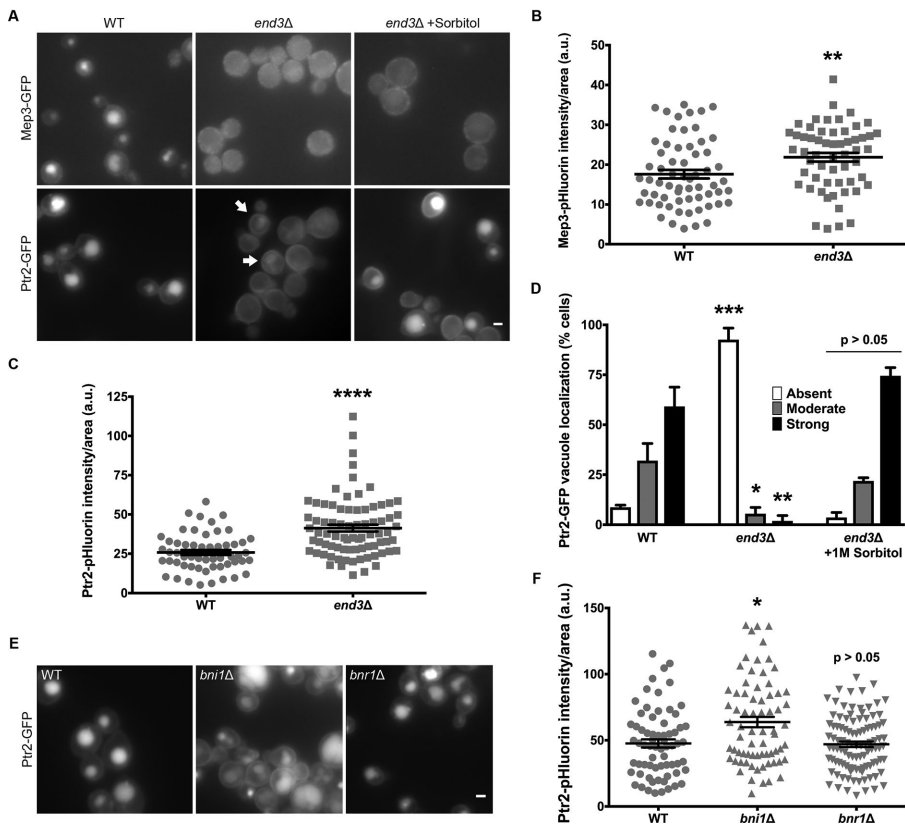 A
WT
end3Δ
end3Δ +Sorbitol
Mep3-GFP
Ptr2-GFP
B
Mep3-pHluorin intensity/area (a.u.)
50
40
30
20
10
0
**
WT
end3Δ
C
Ptr2-pHluorin intensity/area (a.u.)
125
100
75
50
25
0
****
WT
end3Δ
D
Ptr2-GFP vacuole localization (% cells)
100
75
50
25
0
***
*
**
p > 0.05
Absent
Moderate
Strong
WT
end3Δ
end3Δ
+1M Sorbitol
E
Ptr2-GFP
WT
bni1Δ
bnr1Δ
F
Ptr2-pHluorin intensity/area (a.u.)
150
100
50
0
*
p > 0.05
WT
bni1Δ
bnr1Δ